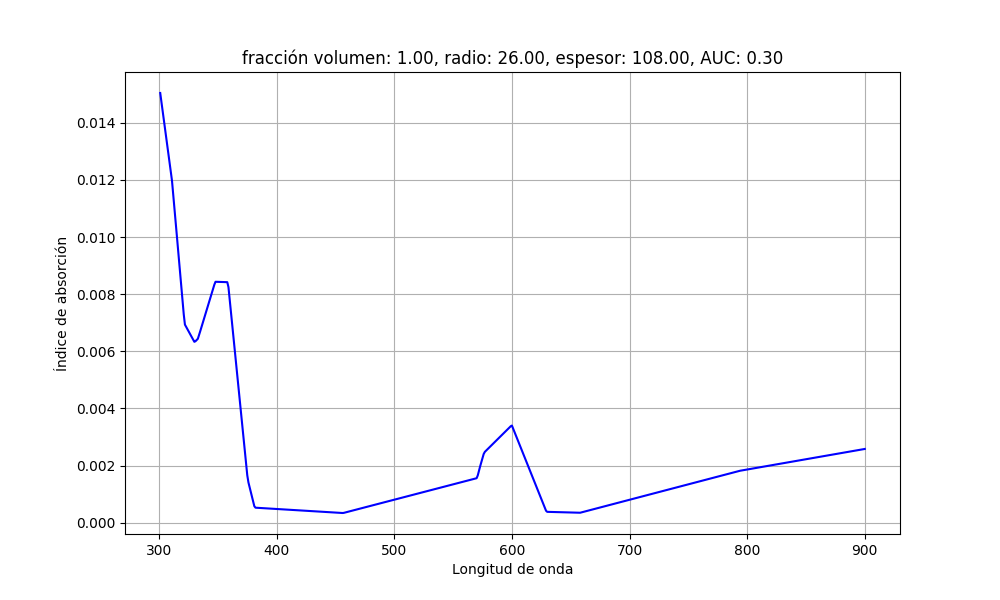 fracción volumen: 1.00, radio: 26.00, espesor: 108.00, AUC: 0.30
0.014
0.012
0.010
0.008
0.006
0.004
0.002
0.000
Índice de absorción
300 400 500 600 700 800 900
Longitud de onda